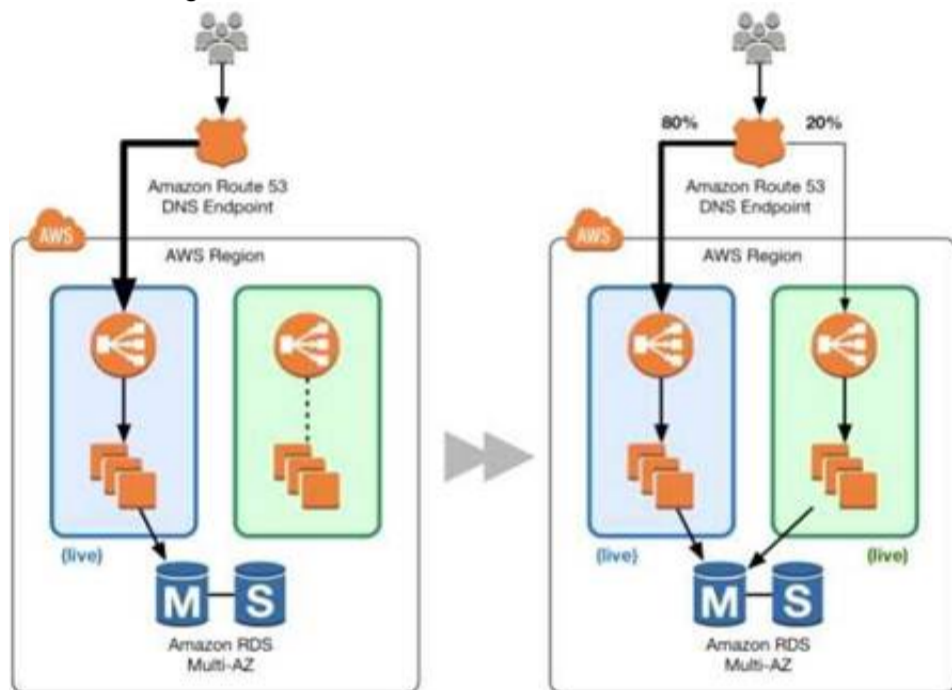 Amazon Route 53
DNS Endpoint
AWS
AWS Region
(live)
M
S
Amazon RDS
Multi-AZ
80%
20%
Amazon Route 53
DNS Endpoint
AWS
AWS Region
(live)
(live)
M
S
Amazon RDS
Multi-AZ